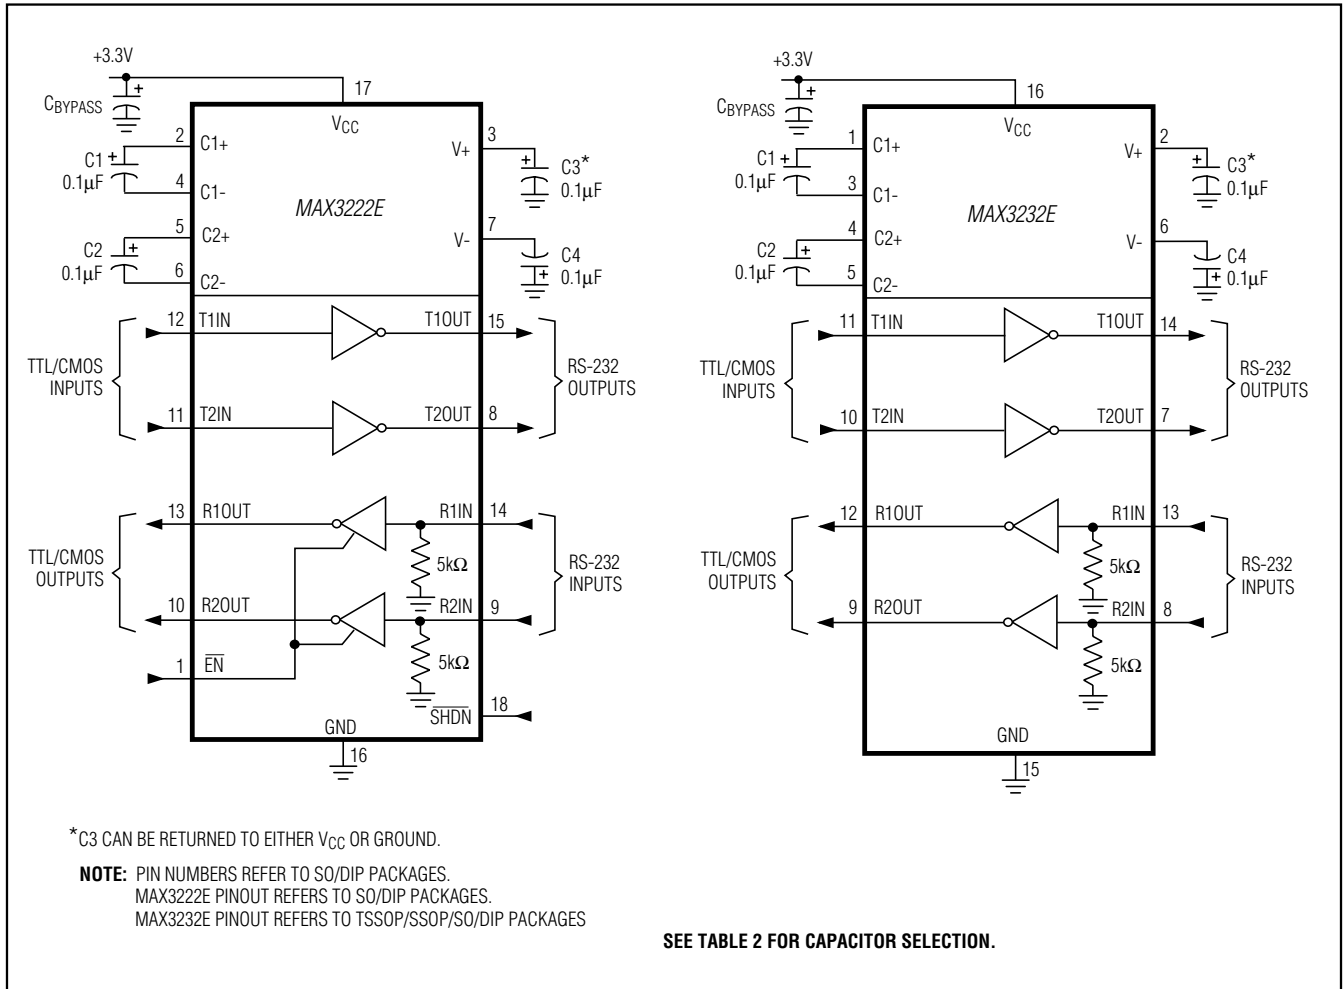 +3.3V
CBYPASS
17
VCC
2
C1+
C1
0.1µF
4
C1-
5
C2+
C2
0.1µF
6
C2-
MAX3222E
3
V+
C3*
0.1µF
7
V-
C4
0.1µF
12
T1IN
T1OUT
15
TTL/CMOS
INPUTS
RS-232
OUTPUTS
11
T2IN
T2OUT
8
13
R1OUT
R1IN
14
5kΩ
TTL/CMOS
OUTPUTS
RS-232
INPUTS
10
R2OUT
R2IN
9
5kΩ
1
EN
SHDN
18
GND
16
+3.3V
CBYPASS
16
VCC
1
C1+
C1
0.1µF
3
C1-
4
C2+
C2
0.1µF
5
C2-
MAX3232E
2
V+
C3*
0.1µF
6
V-
C4
0.1µF
11
T1IN
T1OUT
14
TTL/CMOS
INPUTS
RS-232
OUTPUTS
10
T2IN
T2OUT
7
12
R1OUT
R1IN
13
5kΩ
TTL/CMOS
OUTPUTS
RS-232
INPUTS
9
R2OUT
R2IN
8
5kΩ
GND
15
*C3 CAN BE RETURNED TO EITHER VCC OR GROUND.
NOTE: PIN NUMBERS REFER TO SO/DIP PACKAGES.
MAX3222E PINOUT REFERS TO SO/DIP PACKAGES.
MAX3232E PINOUT REFERS TO TSSOP/SSOP/SO/DIP PACKAGES
SEE TABLE 2 FOR CAPACITOR SELECTION.